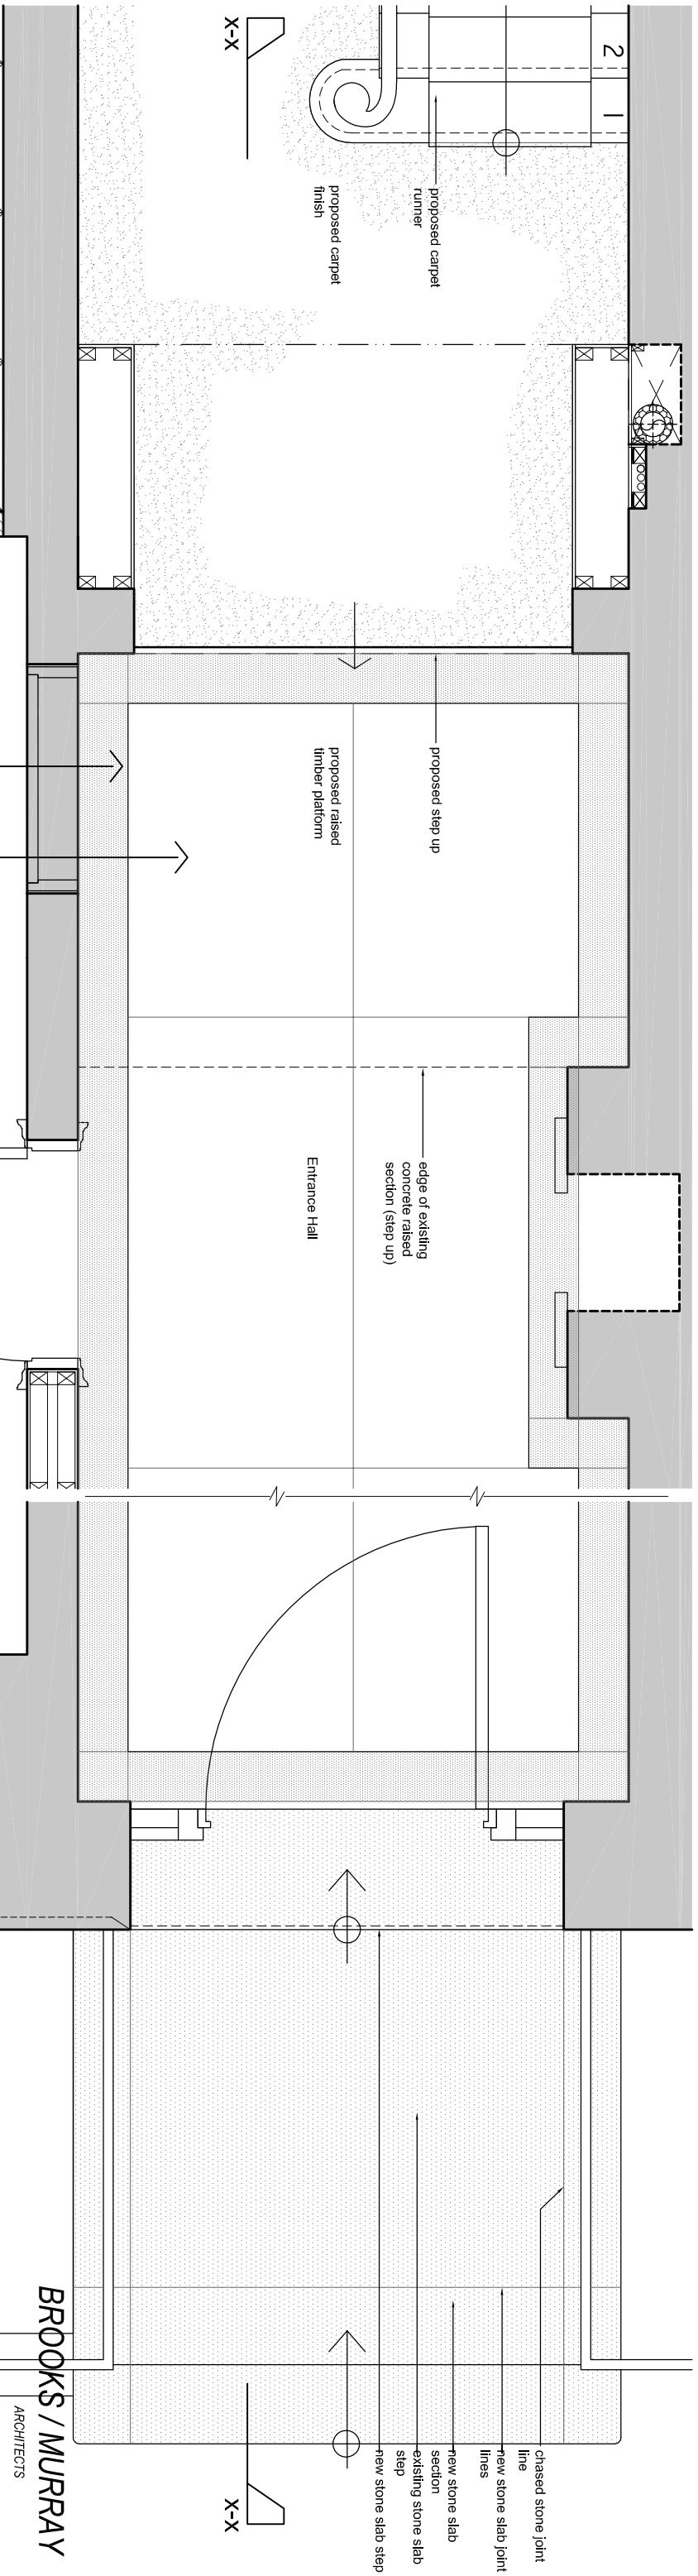 x-x
2
1
proposed carpet
runner
proposed carpet
finish
proposed step up
proposed raised
timber platform
edge of existing
concrete raised
section (step up)
Entrance Hall
chased stone joint
line
new stone slab joint
lines
new stone slab
section
existing stone slab
step
new stone slab step
x-x
BROOKS / MURRAY
ARCHITECTS